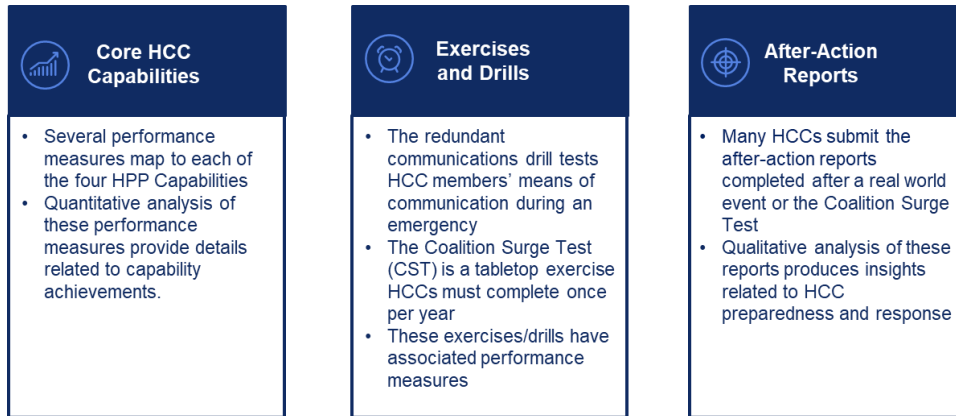 Core HCC
Capabilities
• Several performance
measures map to each of
the four HPP Capabilities
• Quantitative analysis of
these performance
measures provide details
related to capability
achievements.
Exercises
and Drills
• The redundant
communications drill tests
HCC members’ means of
communication during an
emergency
• The Coalition Surge Test
(CST) is a tabletop exercise
HCCs must complete once
per year
• These exercises/drills have
associated performance
measures
After-Action
Reports
• Many HCCs submit the
after-action reports
completed after a real world
event or the Coalition Surge
Test
• Qualitative analysis of these
reports produces insights
related to HCC
preparedness and response